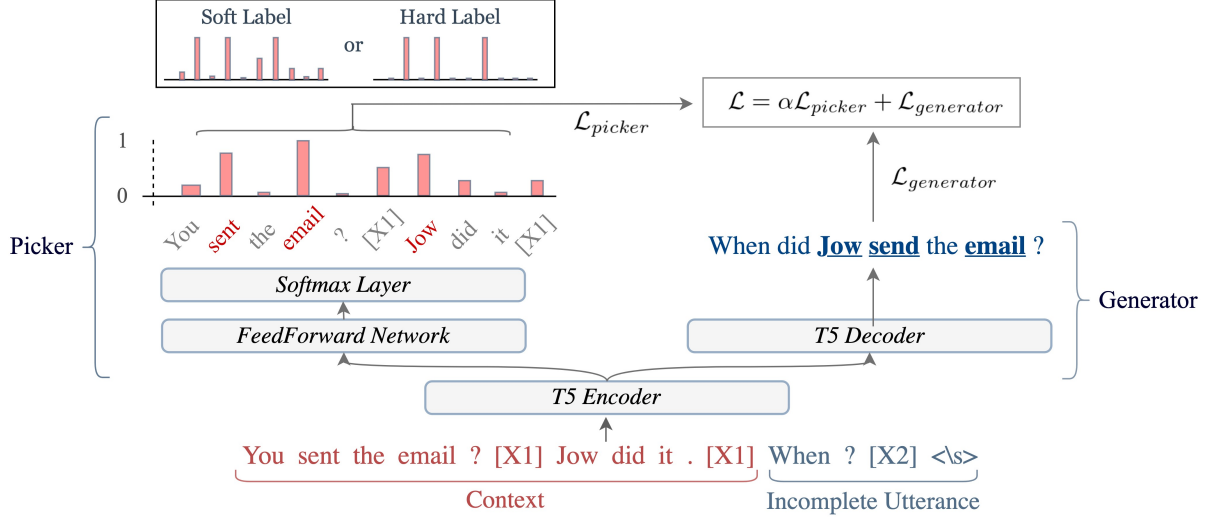 Soft Label
or
Hard Label
ℒ = αℒ_picker + ℒ_generator
ℒ_picker
ℒ_generator
1
0
You sent the email ? [X1] Jow did it [X1]
Picker
Softmax Layer
FeedForward Network
When did Jow send the email ?
Generator
T5 Decoder
T5 Encoder
You sent the email ? [X1] Jow did it . [X1] When ? [X2] <\s>
Context
Incomplete Utterance